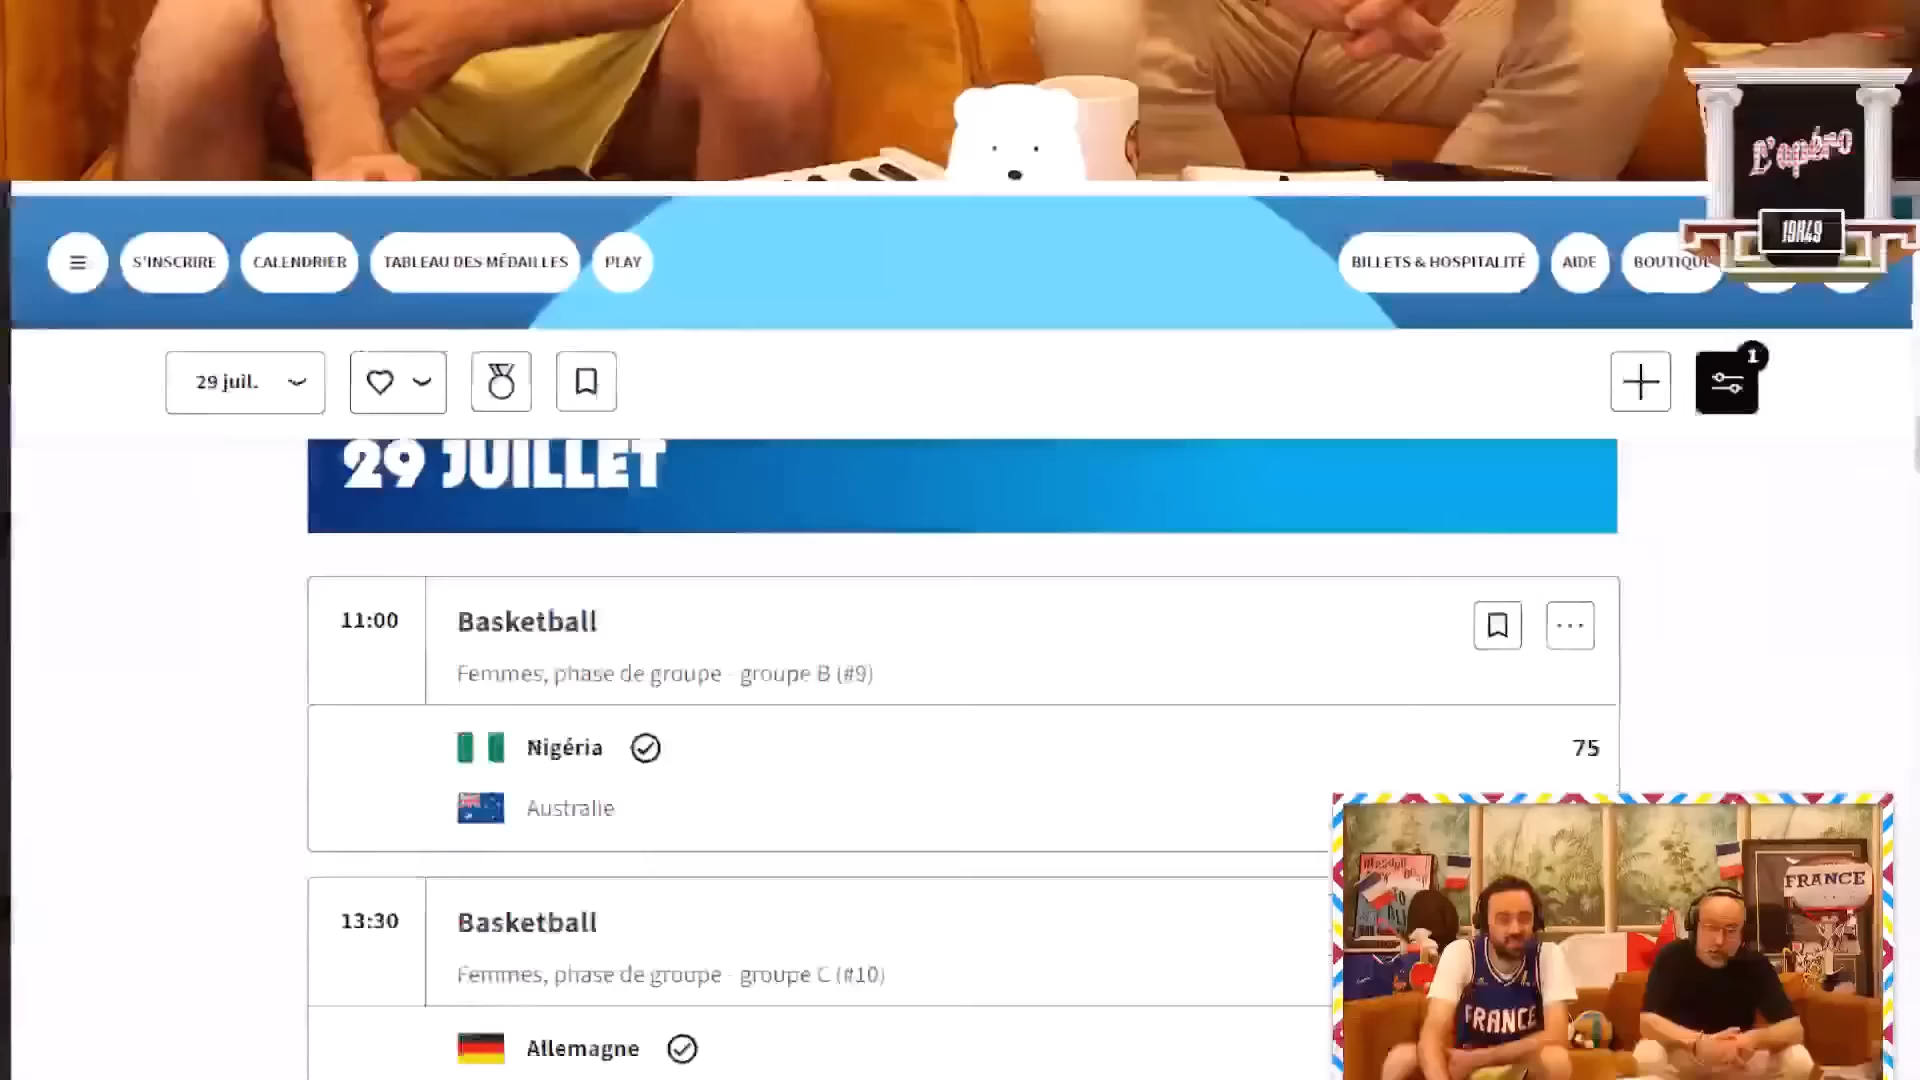 L'apéro
19H49
S'INSCRIRE
CALENDRIER
TABLEAU DES MÉDAILLES
PLAY
BILLETS & HOSPITALITÉ
AIDE
BOUTIQUE
29 juil.
1
29 JUILLET
11:00
Basketball
Femmes, phase de groupe - groupe B (#9)
Nigéria
75
Australie
13:30
Basketball
Femmes, phase de groupe - groupe C (#10)
Allemagne
FRANCE
FRANCE